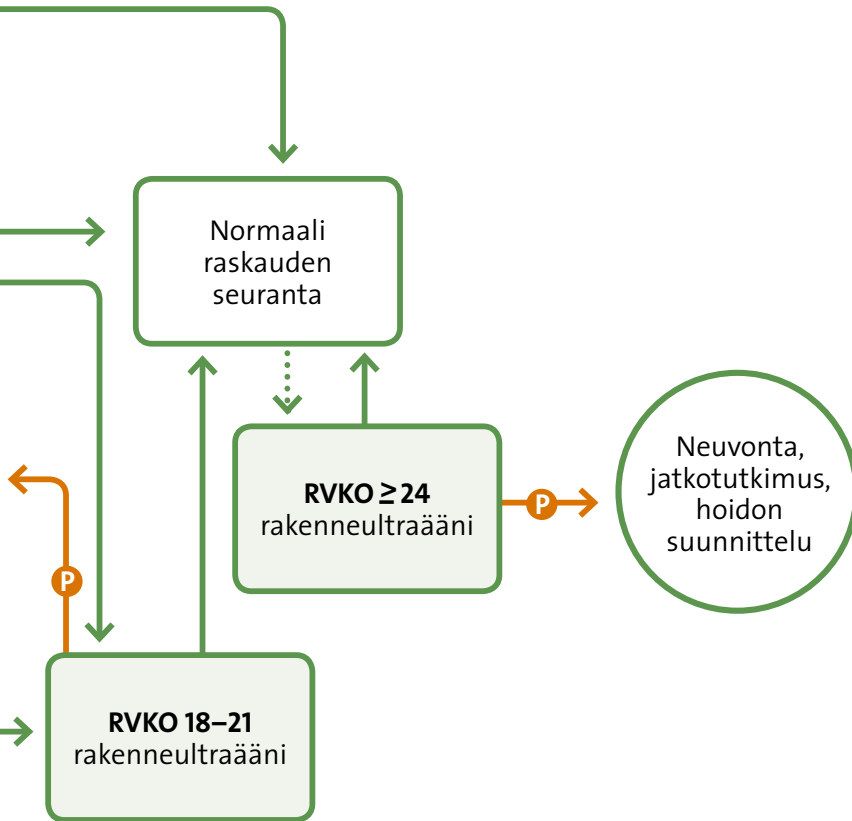 Normaali
raskauden
seuranta
RVKO ≥ 24
rakenneultraääni
P
Neuvonta,
jatkotutkimus,
hoidon
suunnittelu
P
RVKO 18–21
rakenneultraääni